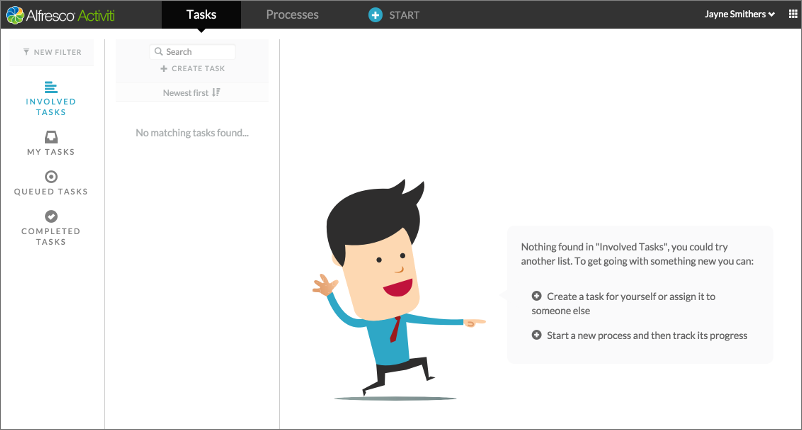 Alfresco Activiti
Tasks
Processes
START
Jayne Smithers
NEW FILTER
INVOLVED
TASKS
MY TASKS
QUEUED TASKS
COMPLETED
TASKS
Search
CREATE TASK
Newest first
No matching tasks found...
Nothing found in "Involved Tasks", you could try
another list. To get going with something new you can:
Create a task for yourself or assign it to
someone else
Start a new process and then track its progress